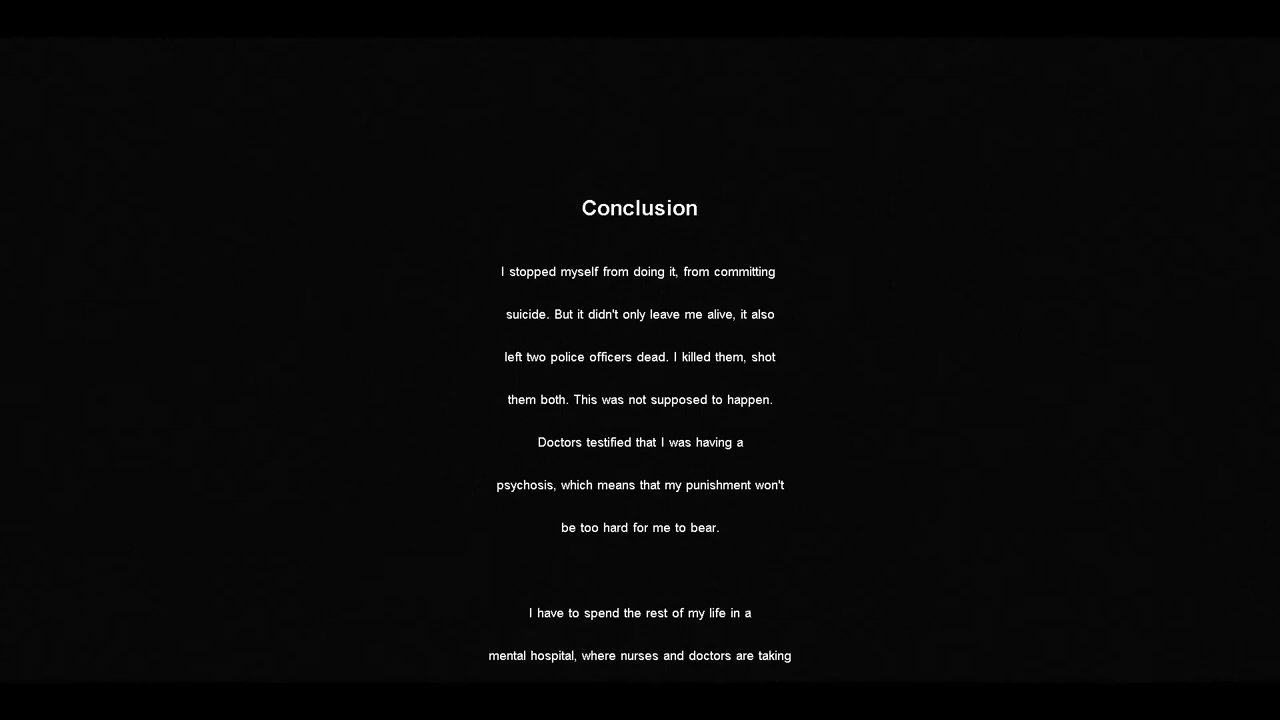 Conclusion
I stopped myself from doing it, from committing
suicide. But it didn't only leave me alive, it also
left two police officers dead. I killed them, shot
them both. This was not supposed to happen.
Doctors testified that I was having a
psychosis, which means that my punishment won't
be too hard for me to bear.
I have to spend the rest of my life in a
mental hospital, where nurses and doctors are taking